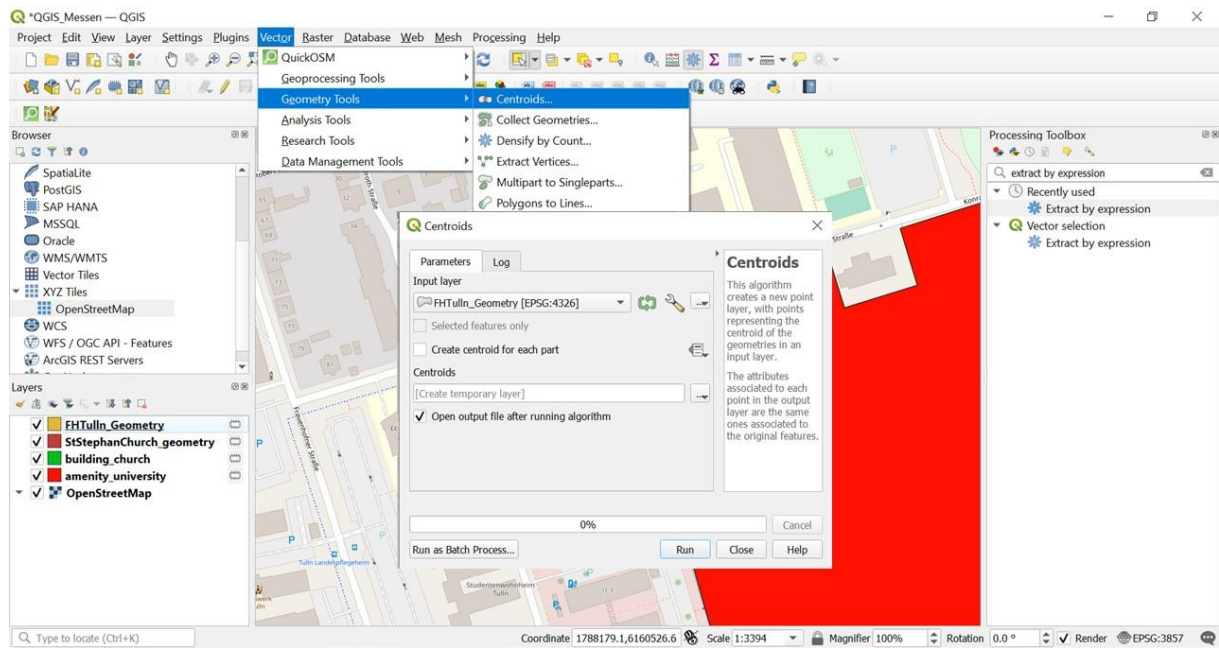 *QGIS_Messen — QGIS
Project Edit View Layer Settings Plugins Vector Raster Database Web Mesh Processing Help
QuickOSM
Geoprocessing Tools
Geometry Tools
Analysis Tools
Research Tools
Data Management Tools
Centroids...
Collect Geometries...
Densify by Count...
Extract Vertices...
Multipart to Singleparts...
Polygons to Lines...
Browser
SpatiaLite
PostGIS
SAP HANA
MSSQL
Oracle
WMS/WMTS
Vector Tiles
XYZ Tiles
OpenStreetMap
WCS
WFS / OGC API - Features
ArcGIS REST Servers
Layers
FHTulln_Geometry
StStephanChurch_geometry
building_church
amenity_university
OpenStreetMap
Centroids
Parameters Log
Input layer
FHTulln_Geometry [EPSG:4326]
Selected features only
Create centroid for each part
Centroids
[Create temporary layer]
Open output file after running algorithm
Centroids
This algorithm
creates a new point
layer, with points
representing the
centroid of the
geometries in an
input layer.
The attributes
associated to each
point in the output
layer are the same
ones associated to
the original features.
0%
Cancel
Run as Batch Process...
Run Close Help
Processing Toolbox
extract by expression
Recently used
Extract by expression
Vector selection
Extract by expression
Straße
Frauenhofner Straße
P
P
P
Tulln Landespflegeheim
Studentenwohnheim
Tulln
Type to locate (Ctrl+K)
Coordinate 1788179.1,6160526.6 Scale 1:3394 Magnifier 100% Rotation 0.0 ° Render EPSG:3857